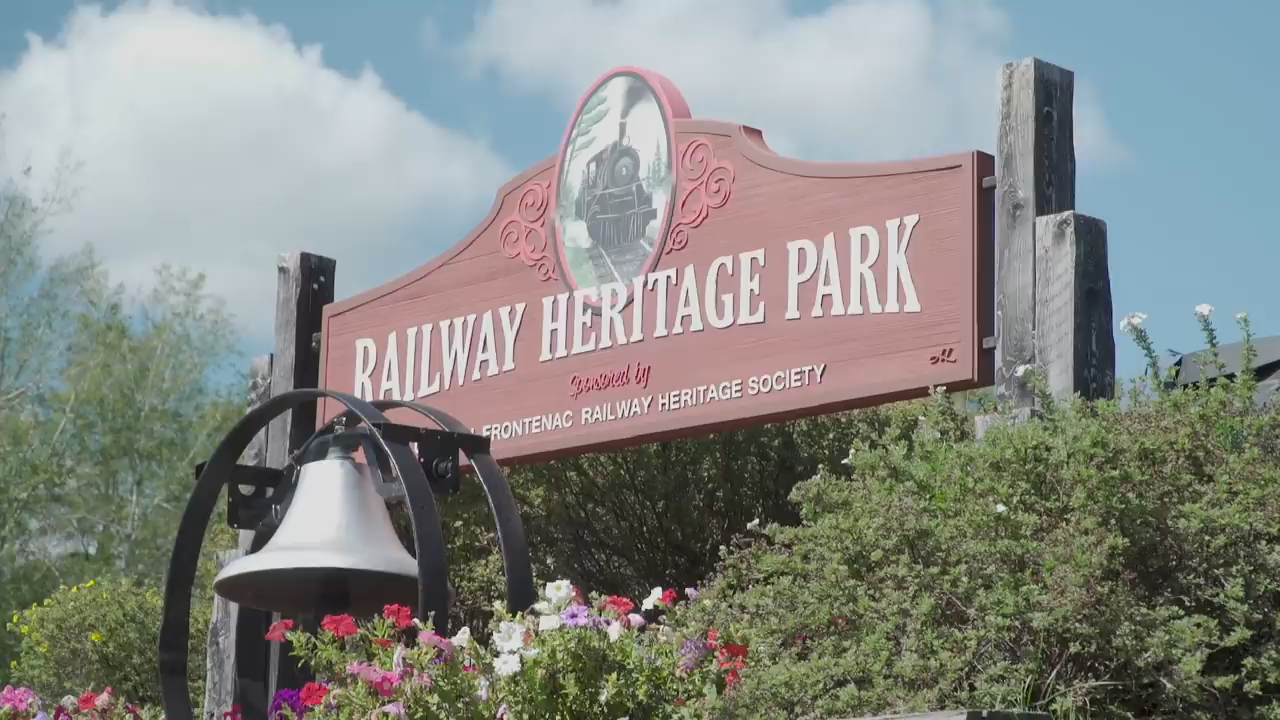 RAILWAY HERITAGE PARK
Sponsored by
FRONTENAC RAILWAY HERITAGE SOCIETY